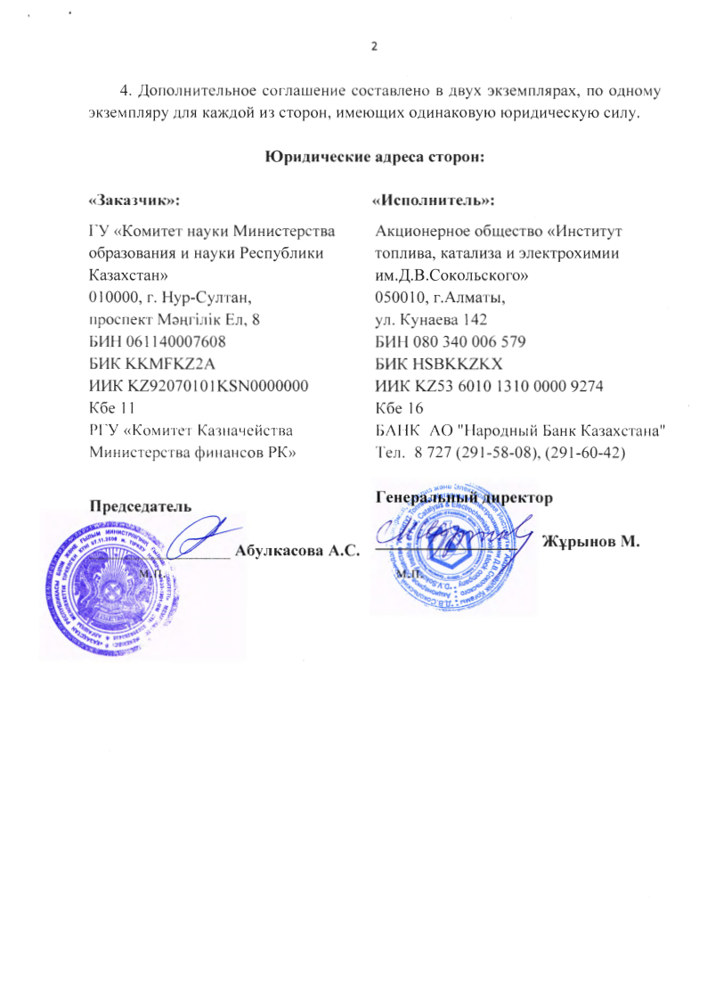 2
4. Дополнительное соглашение составлено в двух экземплярах, по одному
экземпляру для каждой из сторон, имеющих одинаковую юридическую силу.
Юридические адреса сторон:
«Заказчик»:
ГУ «Комитет науки Министерства
образования и науки Республики
Казахстан»
010000, г. Нур-Султан,
проспект Мәңгілік Ел, 8
БИН 061140007608
БИК KKMFKZ2A
ИИК KZ92070101KSN0000000
Кбе 11
РГУ «Комитет Казначейства
Министерства финансов РК»
Председатель
Абулкасова А.С.
М.П.
«Исполнитель»:
Акционерное общество «Институт
топлива, катализа и электрохимии
им.Д.В.Сокольского»
050010, г.Алматы,
ул. Кунаева 142
БИН 080 340 006 579
БИК HSBKKZKX
ИИК KZ53 6010 1310 0000 9274
Кбе 16
БАНК АО "Народный Банк Казахстана"
Тел. 8 727 (291-58-08), (291-60-42)
Генеральный директор
Жұрынов М.
М.П.